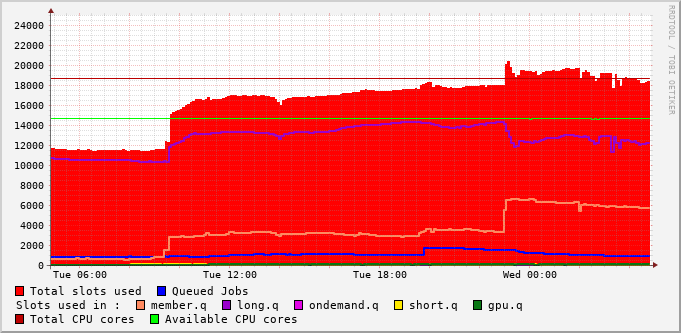 24000
22000
20000
18000
16000
14000
12000
10000
8000
6000
4000
2000
0
Tue 06:00 Tue 12:00 Tue 18:00 Wed 00:00
RRDTOOL / TOBI OETIKER
Total slots used Queued Jobs
Slots used in : member.q long.q ondemand.q short.q gpu.q
Total CPU cores Available CPU cores